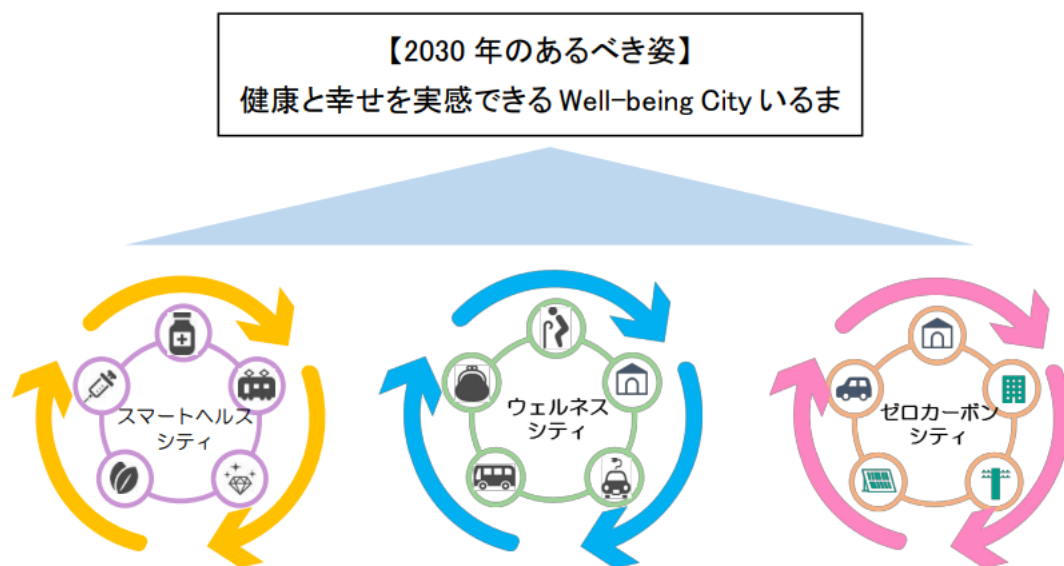 【2030 年のあるべき姿】
健康と幸せを実感できる Well-being City いるま
スマートヘルス
シティ
ウェルネス
シティ
ゼロカーボン
シティ